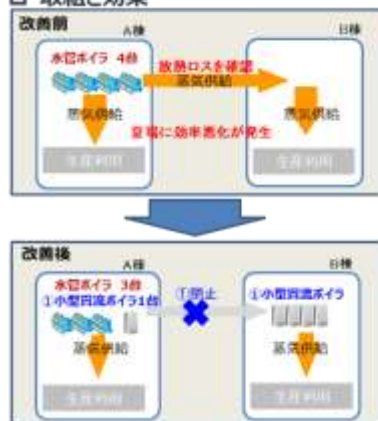 ロ 取組と効果
改善前
A棟
B棟
水管ボイラ 4台
放熱ロスを確認
蒸気供給
蒸気供給
蒸気供給
夏場に効率悪化が発生
生産利用
生産利用
改善後
A棟
B棟
水管ボイラ 3台
①小型貫流ボイラ1台
①閉止
①小型貫流ボイラ
蒸気供給
蒸気供給
生産利用
生産利用